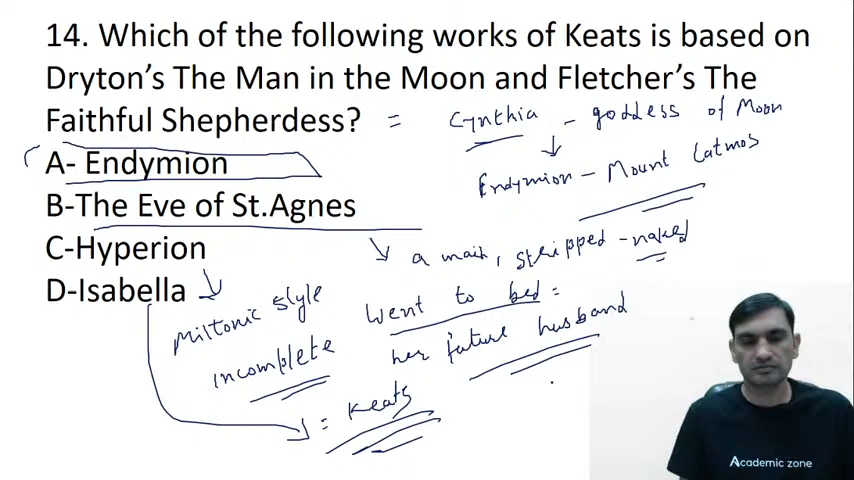 14. Which of the following works of Keats is based on
Dryton's The Man in the Moon and Fletcher's The
Faithful Shepherdess? = Cynthia - goddess of Moon
A- Endymion
Endymion - Mount Latmos
B-The Eve of St.Agnes
C-Hyperion
a maid, stripped - naked
D-Isabella
Miltonic style
went to bed =
incomplete
her future husband
= Keats
Academic zone